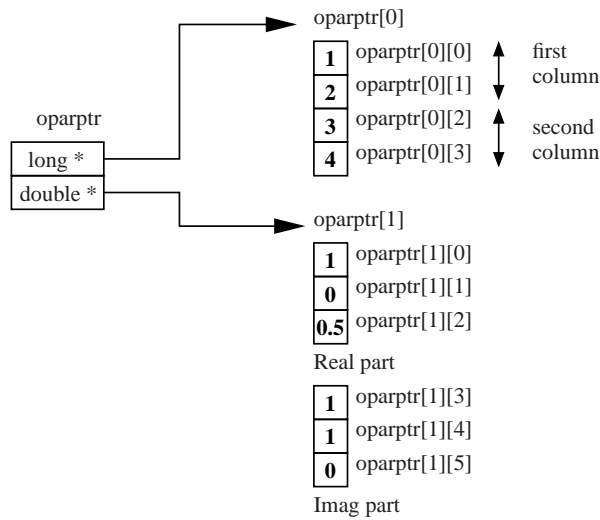 oparptr[0]
1 oparptr[0][0]
2 oparptr[0][1]
first
column
3 oparptr[0][2]
4 oparptr[0][3]
second
column
oparptr
long *
double *
oparptr[1]
1 oparptr[1][0]
0 oparptr[1][1]
0.5 oparptr[1][2]
Real part
1 oparptr[1][3]
1 oparptr[1][4]
0 oparptr[1][5]
Imag part